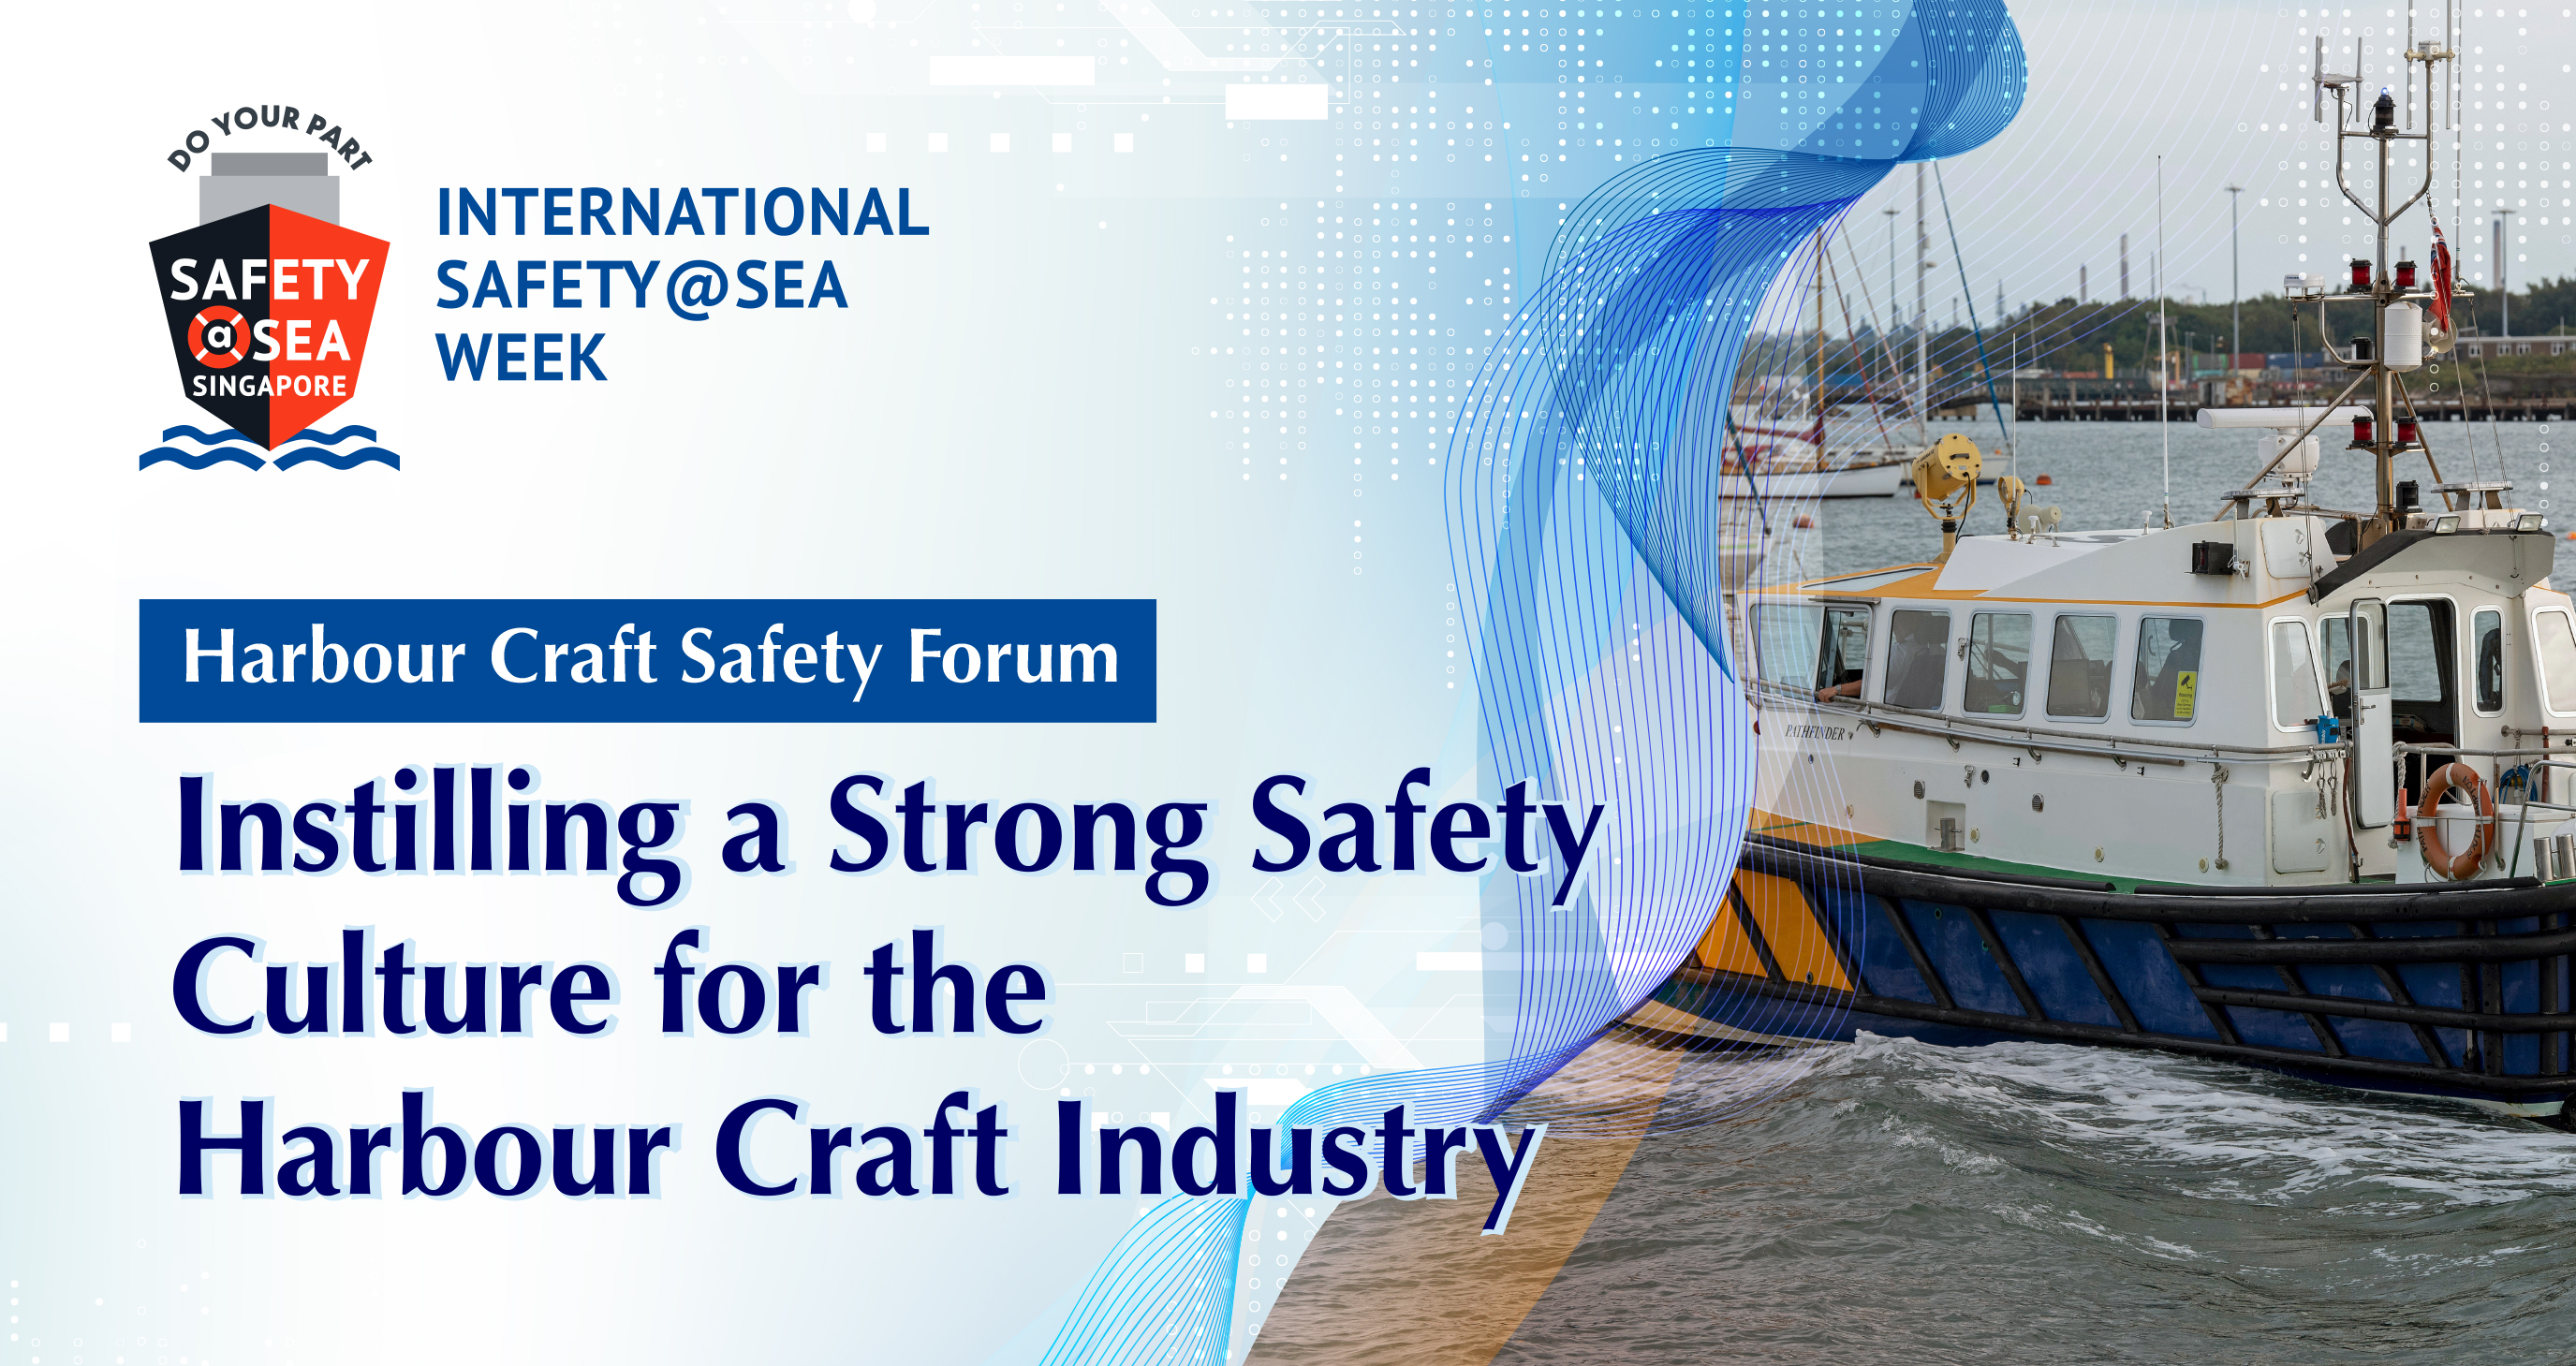 DO YOUR PART
SAFETY
@SEA
SINGAPORE
INTERNATIONAL
SAFETY@SEA
WEEK
Harbour Craft Safety Forum
Instilling a Strong Safety
Culture for the
Harbour Craft Industry
PATHFINDER